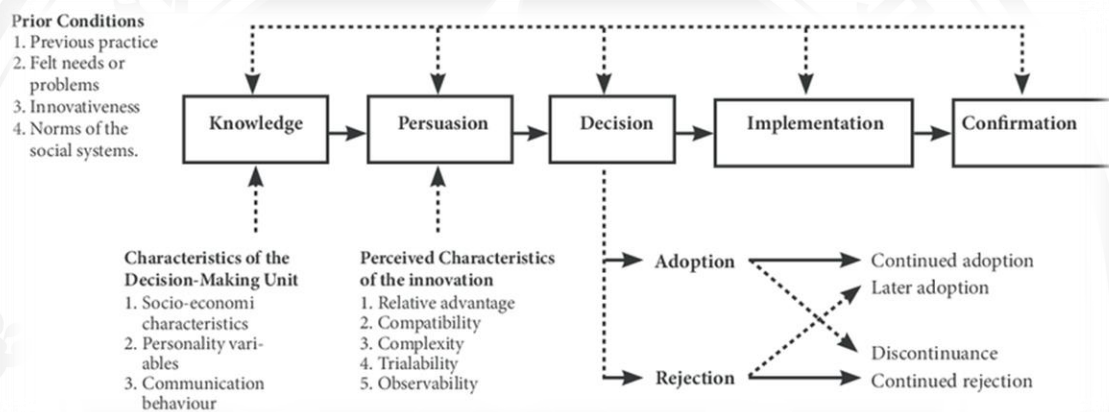 Prior Conditions
1. Previous practice
2. Felt needs or
problems
3. Innovativeness
4. Norms of the
social systems.
Knowledge
Persuasion
Decision
Implementation
Confirmation
Characteristics of the
Decision-Making Unit
1. Socio-economi
characteristics
2. Personality vari-
ables
3. Communication
behaviour
Perceived Characteristics
of the innovation
1. Relative advantage
2. Compatibility
3. Complexity
4. Trialability
5. Observability
Adoption
Rejection
Continued adoption
Later adoption
Discontinuance
Continued rejection